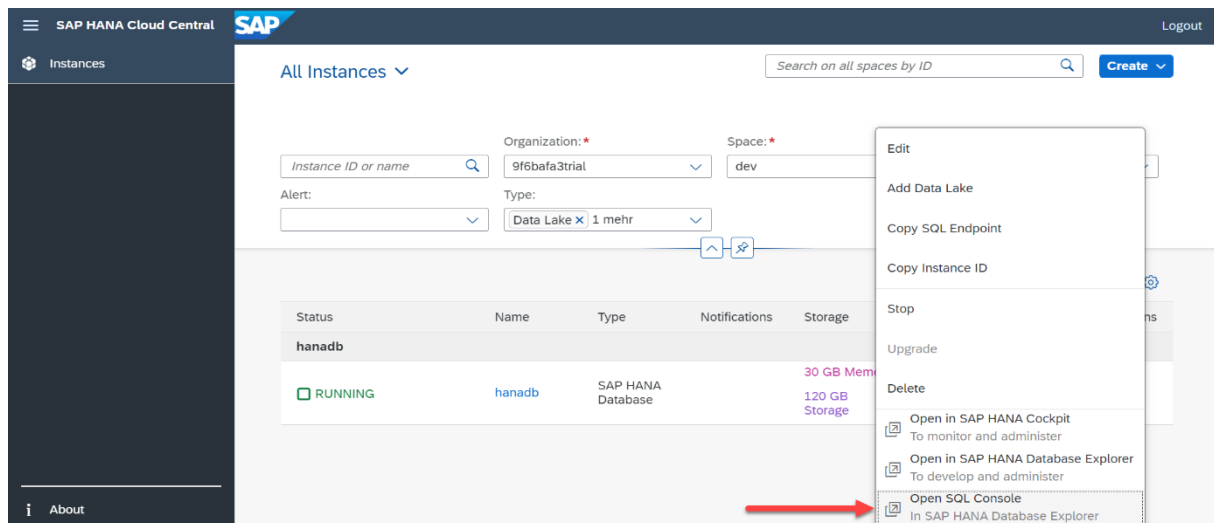 SAP HANA Cloud Central
SAP
Logout
Instances
All Instances
Search on all spaces by ID
Create
Organization:*
Space:*
Instance ID or name
9f6bafa3trial
dev
Alert:
Type:
Data Lake × 1 mehr
Edit
Add Data Lake
Copy SQL Endpoint
Copy Instance ID
Stop
Upgrade
Delete
Open in SAP HANA Cockpit
To monitor and administer
Open in SAP HANA Database Explorer
To develop and administer
Open SQL Console
In SAP HANA Database Explorer
Status Name Type Notifications Storage ns
hanadb
RUNNING
hanadb
SAP HANA
Database
30 GB Mem
120 GB
Storage
i About